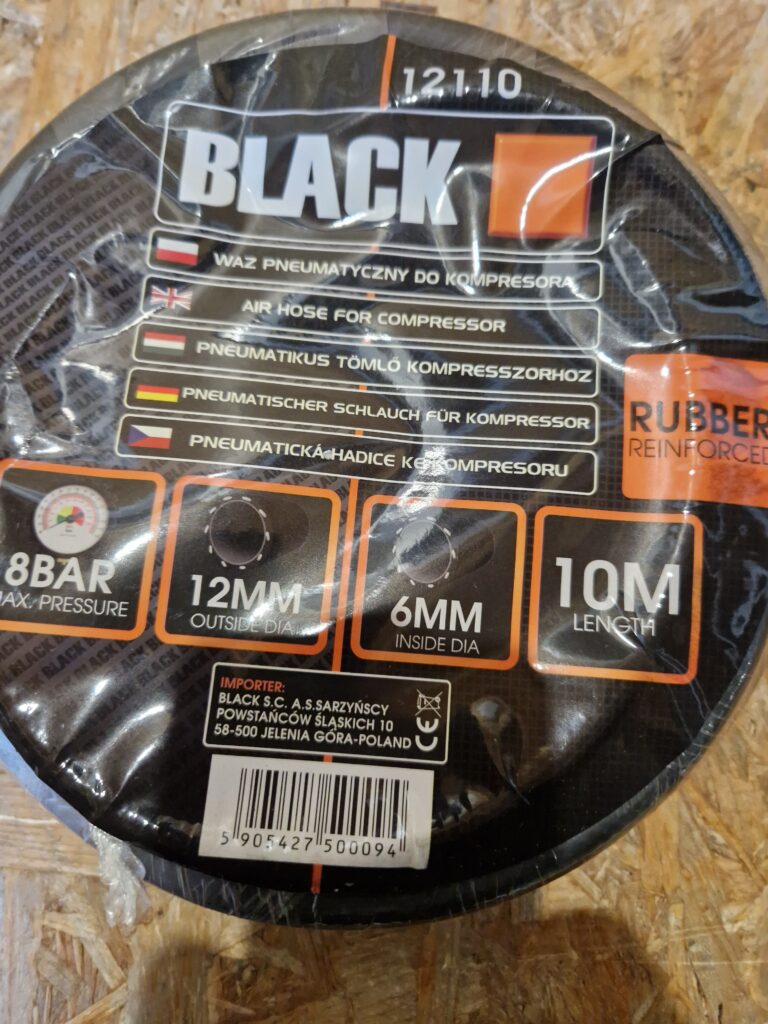 12110
BLACK
WĄŻ PNEUMATYCZNY DO KOMPRESORA
AIR HOSE FOR COMPRESSOR
PNEUMATIKUS TÖMLŐ KOMPRESSZORHOZ
PNEUMATISCHER SCHLAUCH FÜR KOMPRESSOR
PNEUMATICKÁ HADICE KE KOMPRESORU
RUBBER
REINFORCED
8BAR
MAX. PRESSURE
12MM
OUTSIDE DIA
6MM
INSIDE DIA
10M
LENGTH
IMPORTER:
BLACK S.C. A.S.SARZYŃSCY
POWSTAŃCÓW ŚLĄSKICH 10
58-500 JELENIA GÓRA-POLAND
CE
5 905427 500094